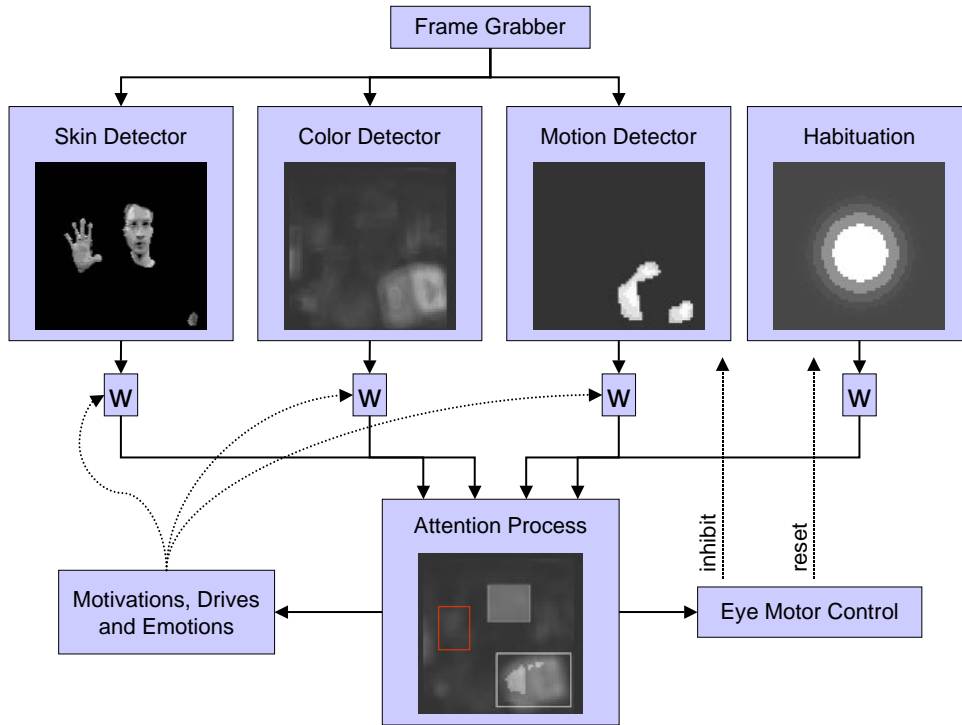 Frame Grabber
Skin Detector
Color Detector
Motion Detector
Habituation
W
W
W
W
Attention Process
inhibit
reset
Motivations, Drives
and Emotions
Eye Motor Control